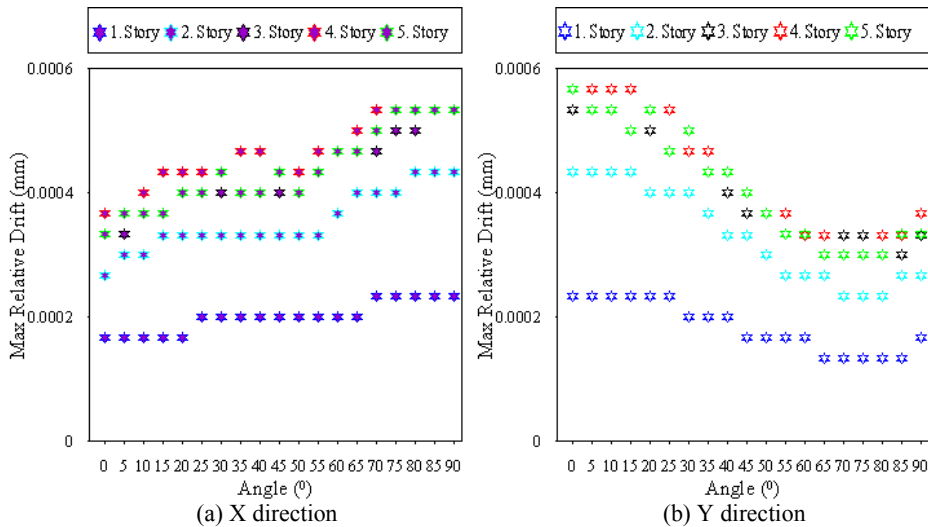 1. Story 2. Story 3. Story 4. Story 5. Story
0.0006
0.0004
0.0002
0
Max Relative Drift (mm)
0 5 10 15 20 25 30 35 40 45 50 55 60 65 70 75 80 85 90
Angle (⁰)
(a) X direction
1. Story 2. Story 3. Story 4. Story 5. Story
0.0006
0.0004
0.0002
0
Max Relative Drift (mm)
0 5 10 15 20 25 30 35 40 45 50 55 60 65 70 75 80 85 90
Angle (⁰)
(b) Y direction